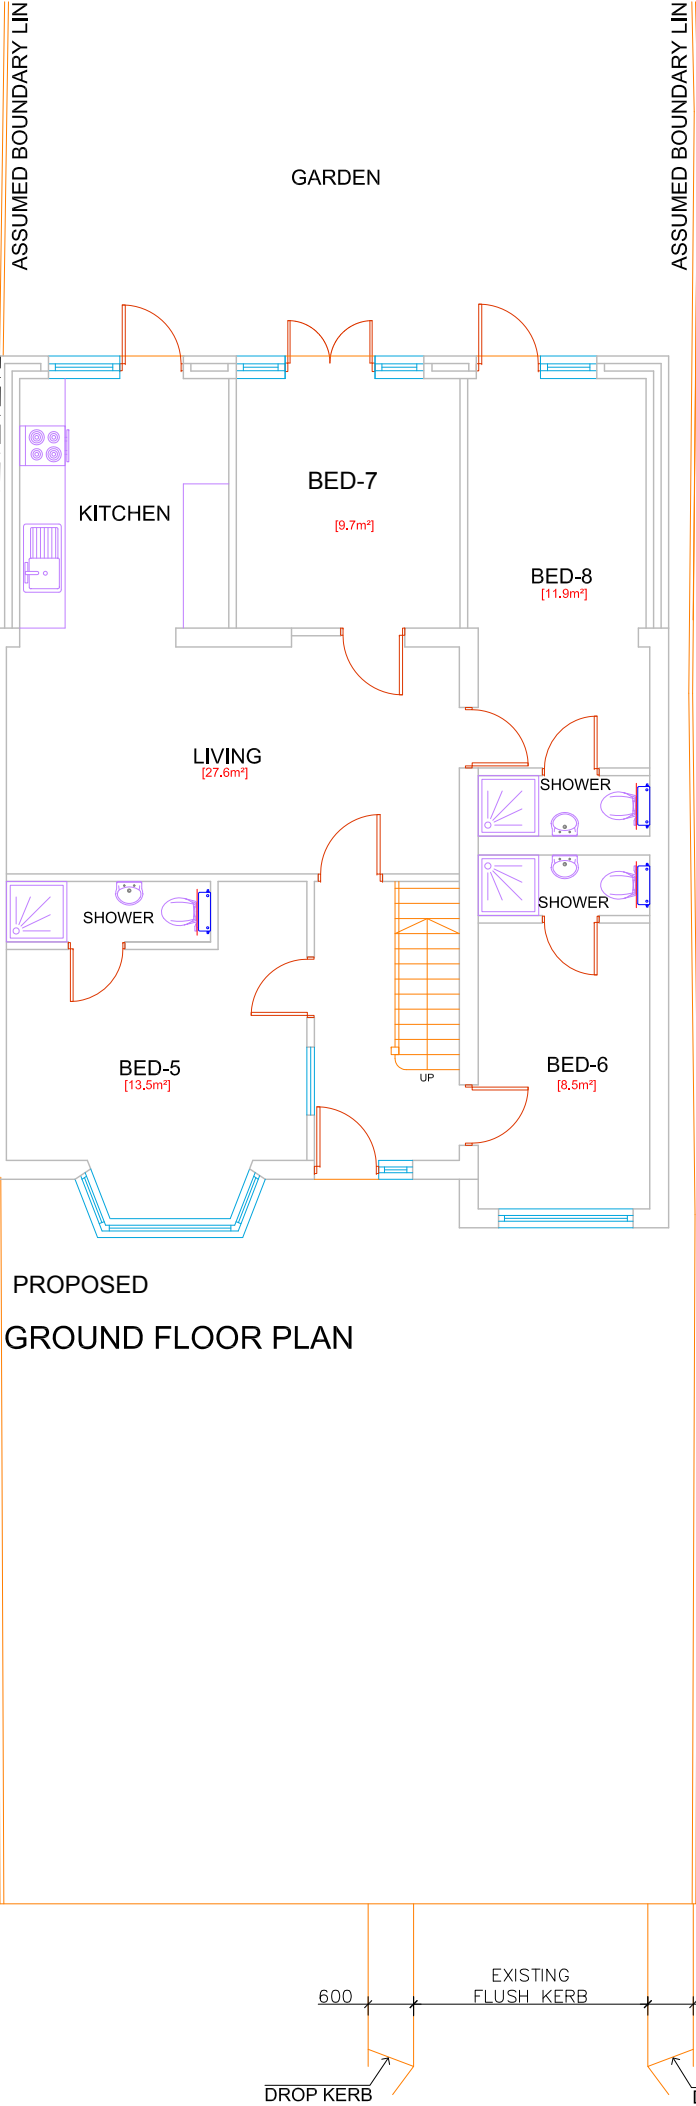 ASSUMED BOUNDARY LIN
ASSUMED BOUNDARY LIN
GARDEN
BED-7
[9.7m²]
KITCHEN
BED-8
[11.9m²]
LIVING
[27.6m²]
SHOWER
SHOWER
SHOWER
BED-5
[13.5m²]
BED-6
[8.5m²]
UP
PROPOSED
GROUND FLOOR PLAN
EXISTING
600
FLUSH KERB
DROP KERB